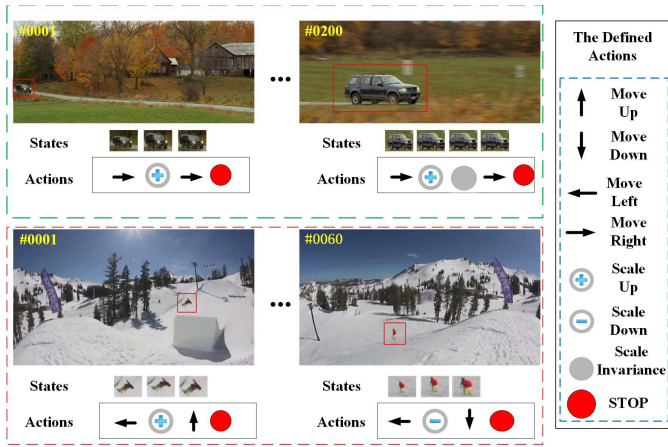 #0001
#0200
States
States
Actions
Actions
#0001
#0060
States
States
Actions
Actions
The Defined
Actions
Move
Up
Move
Down
Move
Left
Move
Right
Scale
Up
Scale
Down
Scale
Invariance
STOP